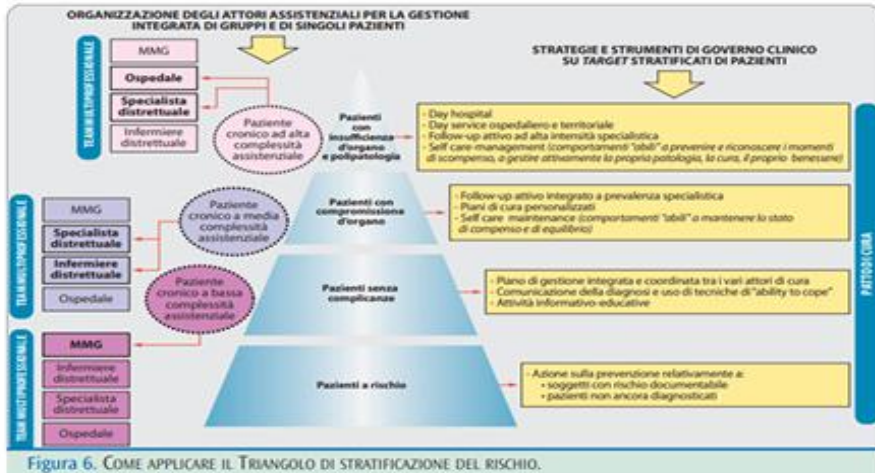 ORGANIZZAZIONE DEGLI ATTORI ASSISTENZIALI PER LA GESTIONE
INTEGRATA DI GRUPPI E DI SINGOLI PAZIENTI
STRATEGIE E STRUMENTI DI GOVERNO CLINICO
SU TARGET STRATIFICATI DI PAZIENTI
TEAM MULTIPROFESSIONALE
MMG
Ospedale
Specialista
distrettuale
Infermiere
distrettuale
Paziente
cronico ad alta
complessità
assistenziale
Pazienti
con
insufficienza
d'organo
e polipatologia
- Day hospital
- Day service ospedaliero e territoriale
- Follow-up attivo ad alta intensità specialistica
- Self care-management (comportamenti "abili" a prevenire e riconoscere i momenti
di scompenso, a gestire attivamente la propria patologia, la cura, il proprio benessere)
TEAM MULTIPROFESSIONALE
MMG
Specialista
distrettuale
Infermiere
distrettuale
Ospedale
Paziente
cronico a media
complessità
assistenziale
Pazienti con
compromissione
d'organo
- Follow-up attivo integrato a prevalenza specialistica
- Piani di cura personalizzati
- Self care maintenance (comportamenti "abili" a mantenere lo stato
di compenso e di equilibrio)
Paziente
cronico a bassa
complessità
assistenziale
Pazienti senza
complicanze
- Piano di gestione integrata e coordinata tra i vari attori di cura
- Comunicazione della diagnosi e uso di tecniche di "ability to cope"
- Attività informativo-educative
TEAM MULTIPROFESSIONALE
MMG
Infermiere
distrettuale
Specialista
distrettuale
Ospedale
Pazienti a rischio
- Azione sulla prevenzione relativamente a:
• soggetti con rischio documentabile
• pazienti non ancora diagnosticati
PATTO DI CURA
Figura 6. COME APPLICARE IL TRIANGOLO DI STRATIFICAZIONE DEL RISCHIO.